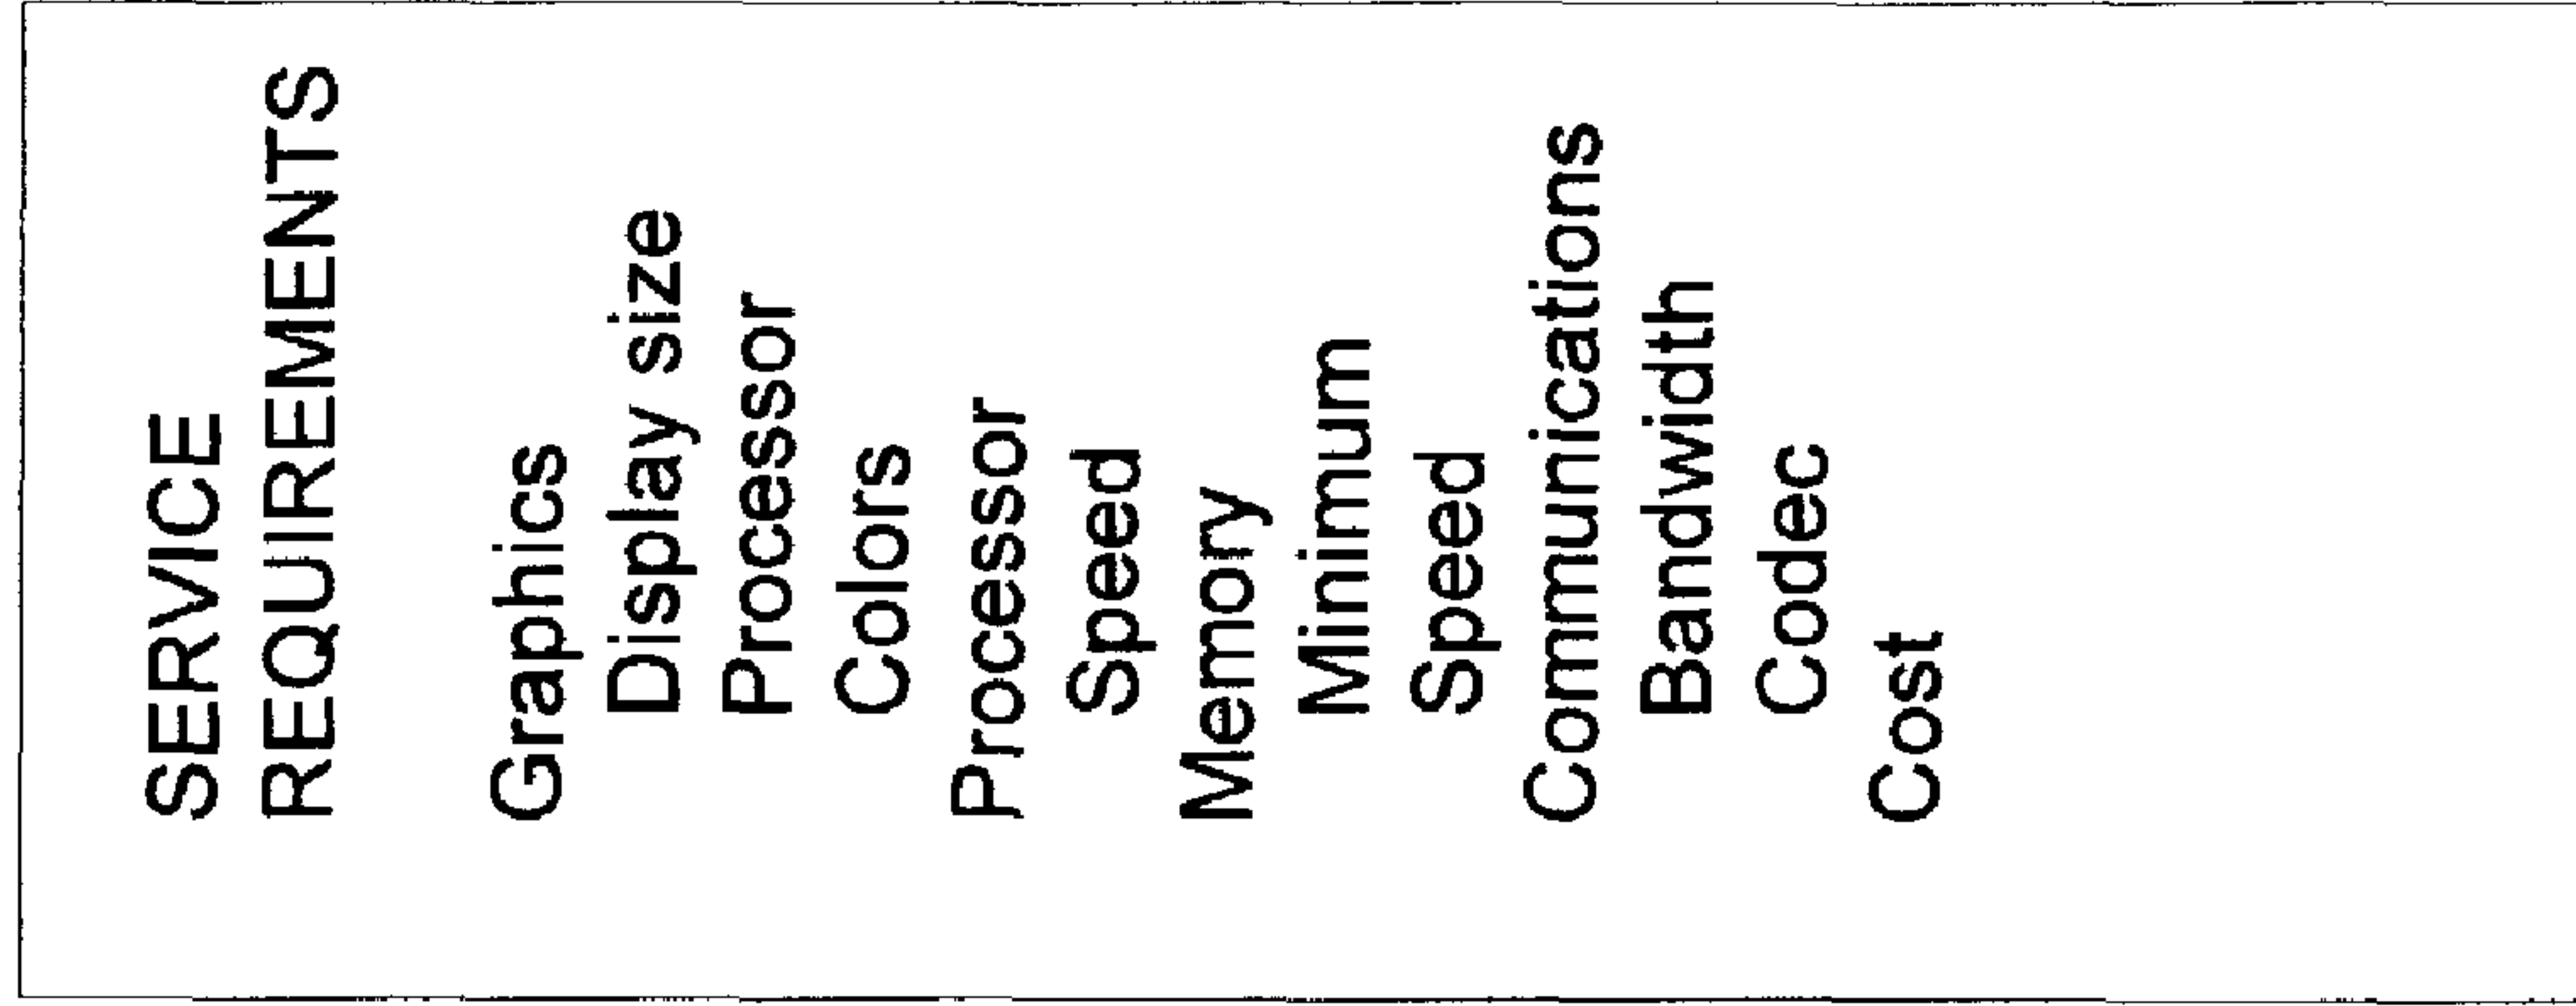 SERVICE
REQUIREMENTS
Graphics
Display size
Processor
Colors
Processor
Speed
Memory
Minimum
Speed
Communications
Bandwidth
Codec
Cost